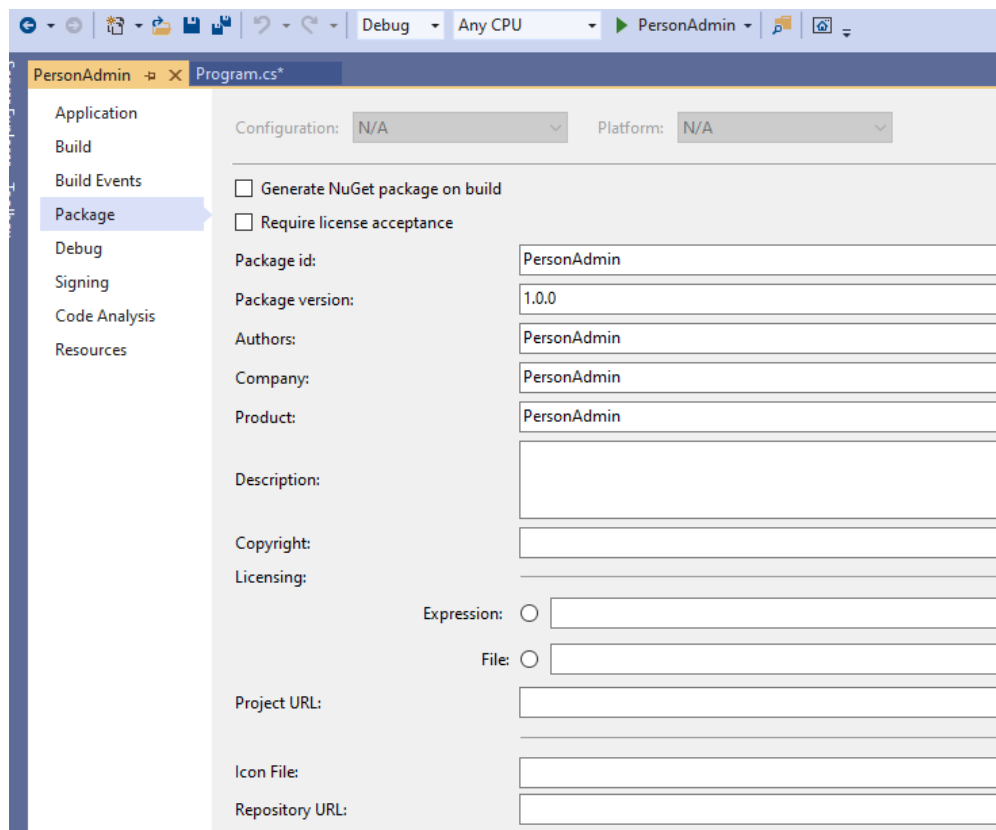 Debug Any CPU PersonAdmin
PersonAdmin Program.cs*
Application
Build
Build Events
Package
Debug
Signing
Code Analysis
Resources
Configuration: N/A Platform: N/A
Generate NuGet package on build
Require license acceptance
Package id: PersonAdmin
Package version: 1.0.0
Authors: PersonAdmin
Company: PersonAdmin
Product: PersonAdmin
Description:
Copyright:
Licensing:
Expression:
File:
Project URL:
Icon File:
Repository URL: